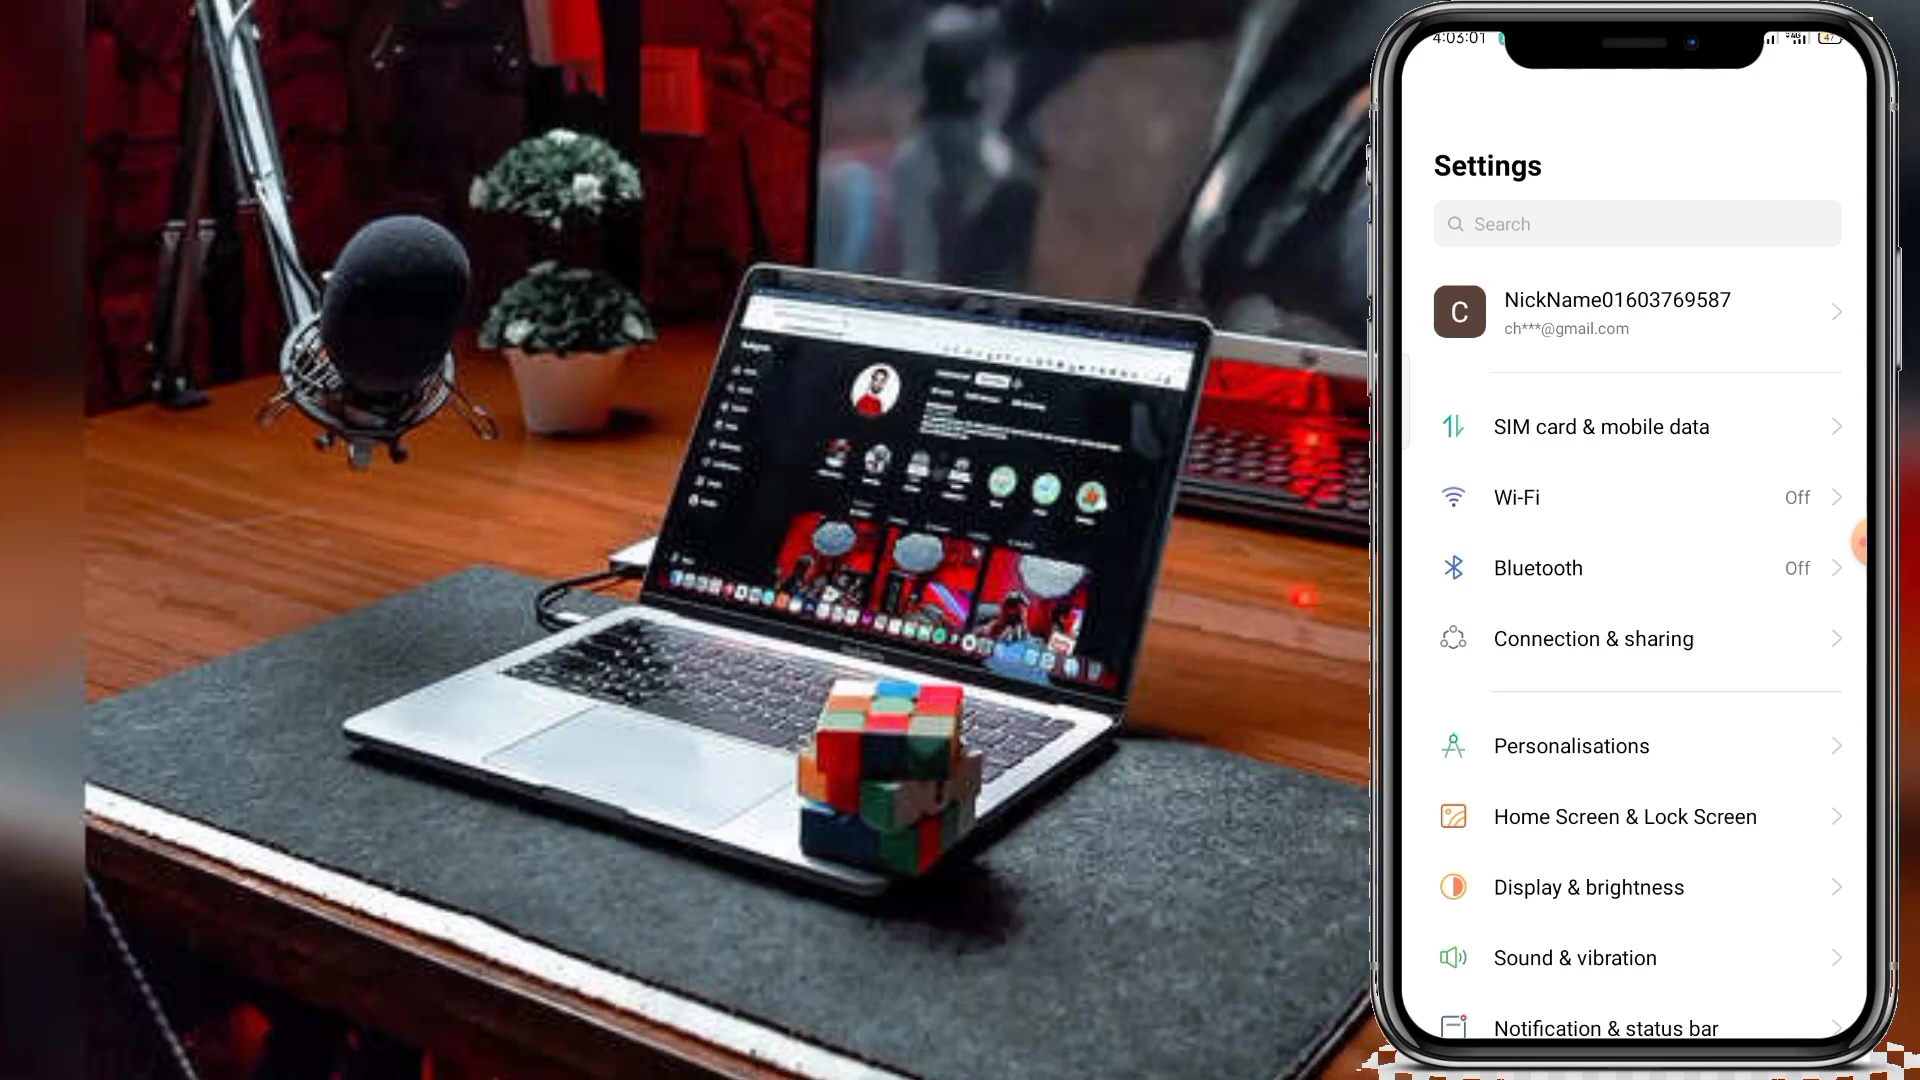 4:03:01
47
Settings
Search
C
NickName01603769587
ch***@gmail.com
SIM card & mobile data
Wi-Fi Off
Bluetooth Off
Connection & sharing
Personalisations
Home Screen & Lock Screen
Display & brightness
Sound & vibration
Notification & status bar